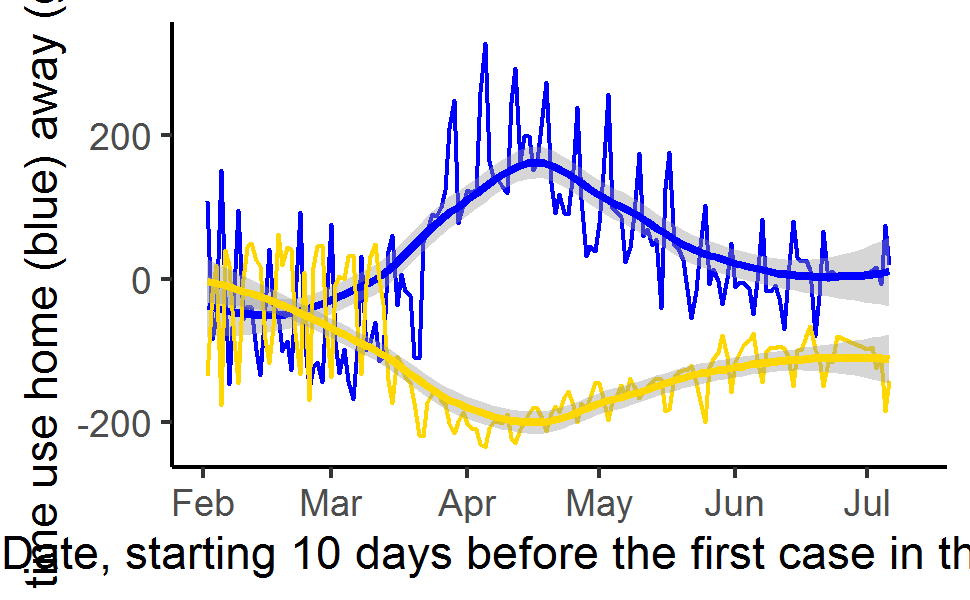 time use home (blue) away (g
200
0
-200
Feb Mar Apr May Jun Jul
Date, starting 10 days before the first case in th